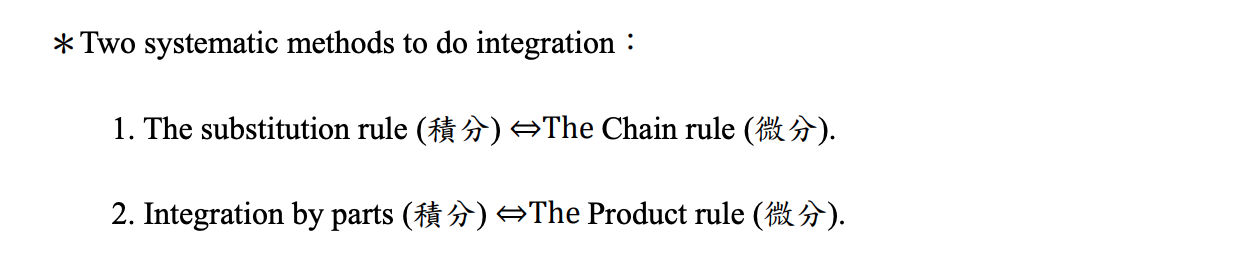 ＊Two systematic methods to do integration：
1. The substitution rule (積分) ⇔The Chain rule (微分).
2. Integration by parts (積分) ⇔The Product rule (微分).